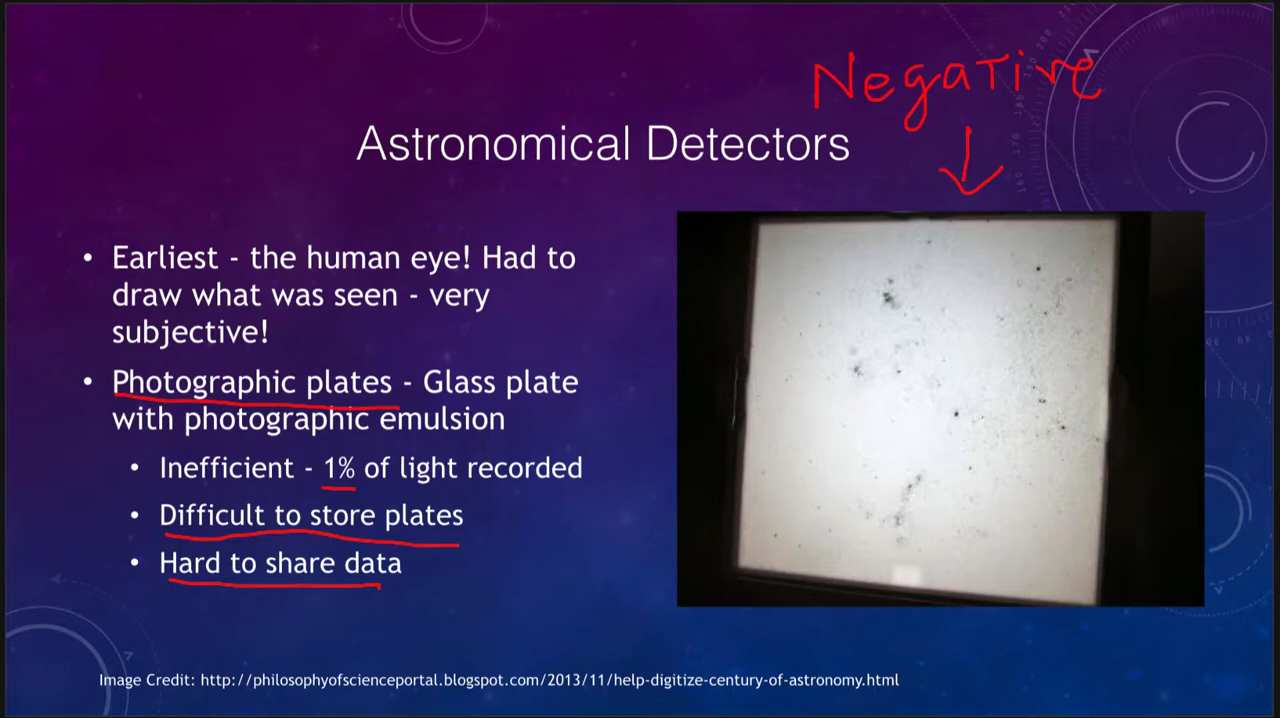 Negative
Astronomical Detectors
• Earliest - the human eye! Had to
draw what was seen - very
subjective!
• Photographic plates - Glass plate
with photographic emulsion
• Inefficient - 1% of light recorded
• Difficult to store plates
• Hard to share data
Image Credit: http://philosophyofscienceportal.blogspot.com/2013/11/help-digitize-century-of-astronomy.html